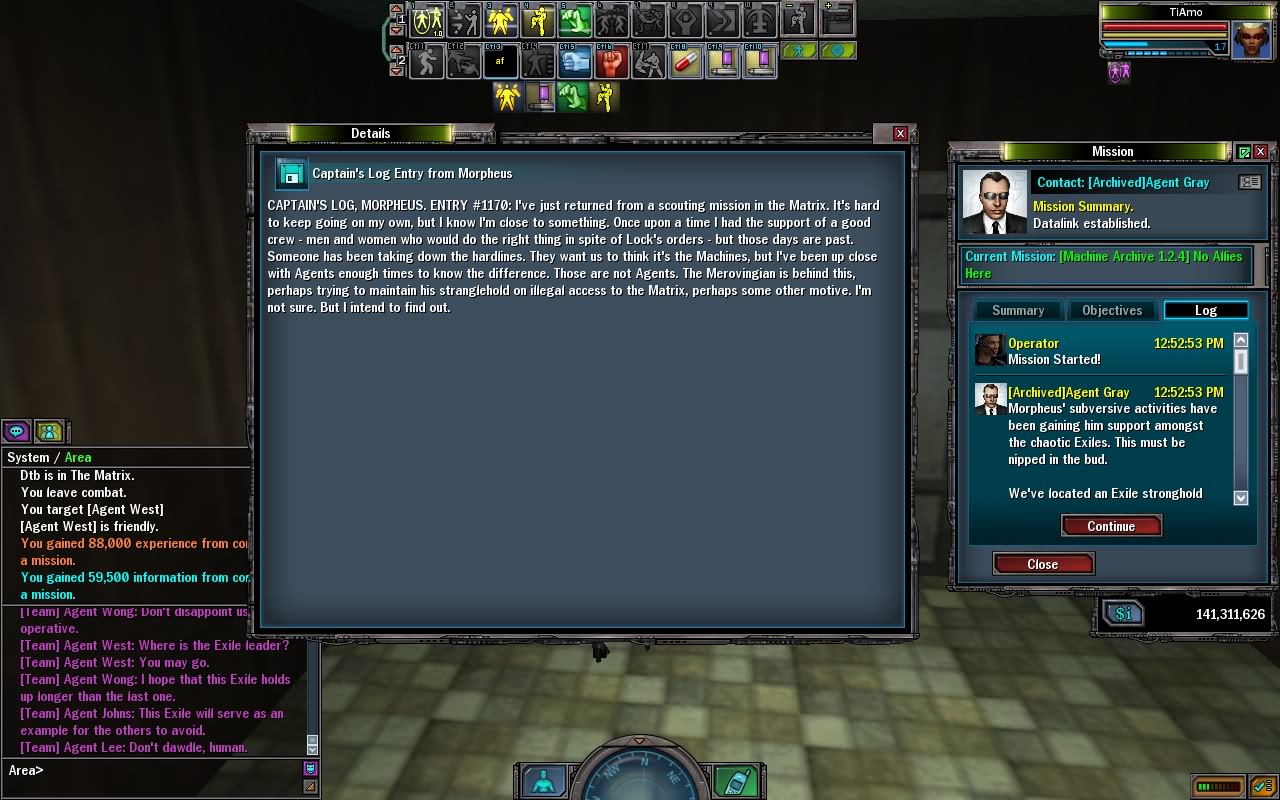 1
2
1.0
Ctrl3
af
TiAmo
17
Details
Captain's Log Entry from Morpheus
CAPTAIN'S LOG, MORPHEUS. ENTRY #1170: I've just returned from a scouting mission in the Matrix. It's hard
to keep going on my own, but I know I'm close to something. Once upon a time I had the support of a good
crew - men and women who would do the right thing in spite of Lock's orders - but those days are past.
Someone has been taking down the hardlines. They want us to think it's the Machines, but I've been up close
with Agents enough times to know the difference. Those are not Agents. The Merovingian is behind this,
perhaps trying to maintain his stranglehold on illegal access to the Matrix, perhaps some other motive. I'm
not sure. But I intend to find out.
Mission
Contact: [Archived]Agent Gray
Mission Summary.
Datalink established.
Current Mission: [Machine Archive 1.2.4] No Allies
Here
Summary Objectives Log
Operator 12:52:53 PM
Mission Started!
[Archived]Agent Gray 12:52:53 PM
Morpheus' subversive activities have
been gaining him support amongst
the chaotic Exiles. This must be
nipped in the bud.
We've located an Exile stronghold
Continue
Close
$i 141,311,626
System / Area
Dtb is in The Matrix.
You leave combat.
You target [Agent West]
[Agent West] is friendly.
You gained 88,000 experience from
a mission.
You gained 59,500 information from
a mission.
[Team] Agent Wong: Don't disappoint us,
operative.
[Team] Agent West: Where is the Exile leader?
[Team] Agent West: You may go.
[Team] Agent Wong: I hope that this Exile holds
up longer than the last one.
[Team] Agent Johns: This Exile will serve as an
example for the others to avoid.
[Team] Agent Lee: Don't dawdle, human.
Area>
NW N NE